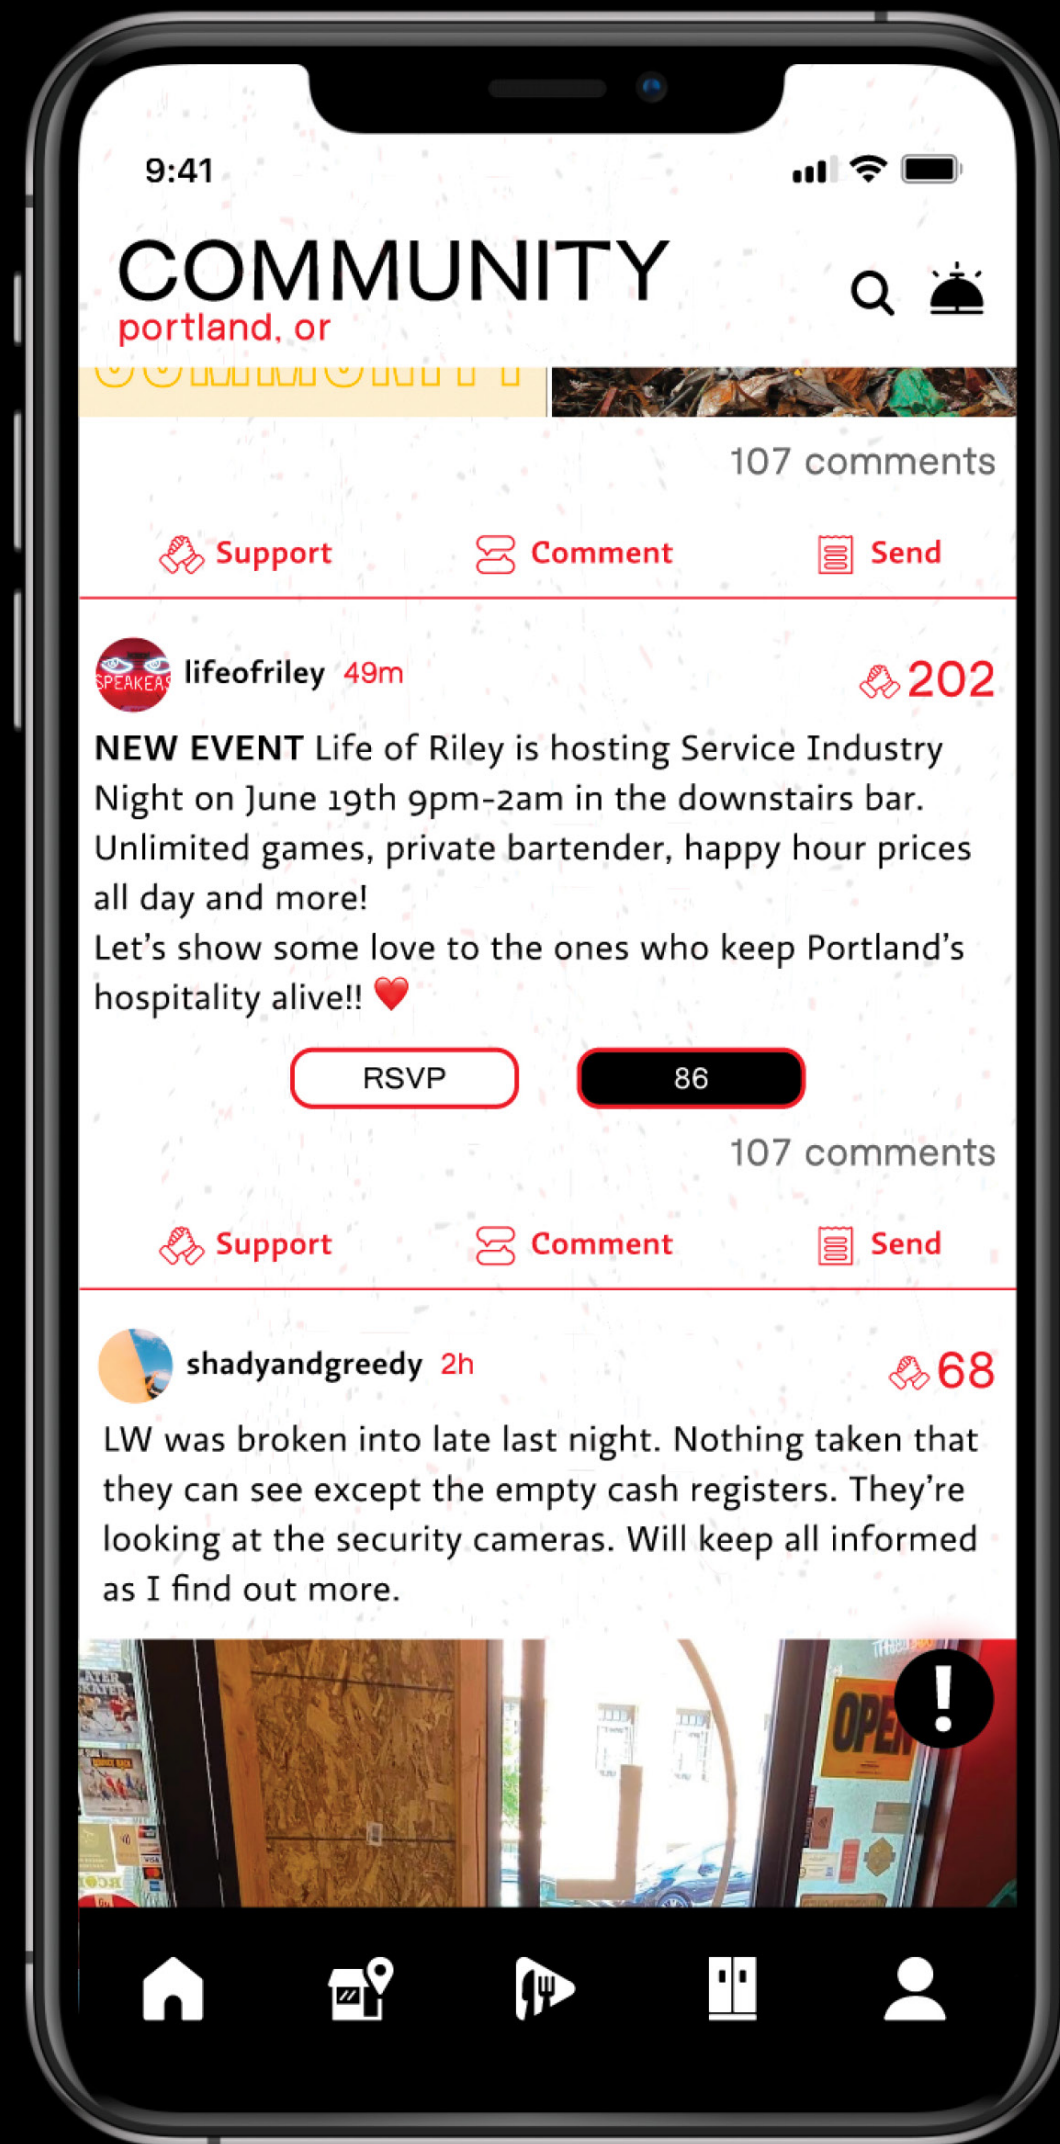 9:41
COMMUNITY
portland, or
COMMUNITY
107 comments
Support Comment Send
SPEAKEAS
lifeofriley 49m 202
NEW EVENT Life of Riley is hosting Service Industry
Night on June 19th 9pm-2am in the downstairs bar.
Unlimited games, private bartender, happy hour prices
all day and more!
Let’s show some love to the ones who keep Portland’s
hospitality alive!! ❤️
RSVP 86
107 comments
Support Comment Send
shadyandgreedy 2h 68
LW was broken into late last night. Nothing taken that
they can see except the empty cash registers. They’re
looking at the security cameras. Will keep all informed
as I find out more.
OPEN
!
VISA